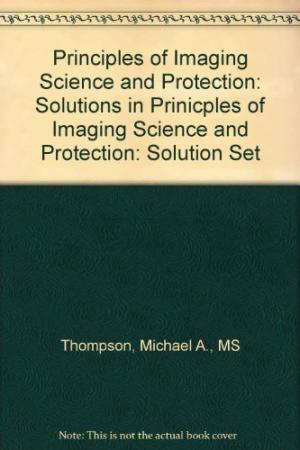 Principles of Imaging
Science and Protection:
Solutions in Prinicples of
Imaging Science and
Protection: Solution Set
Thompson, Michael A., MS
Note: This is not the actual book cover